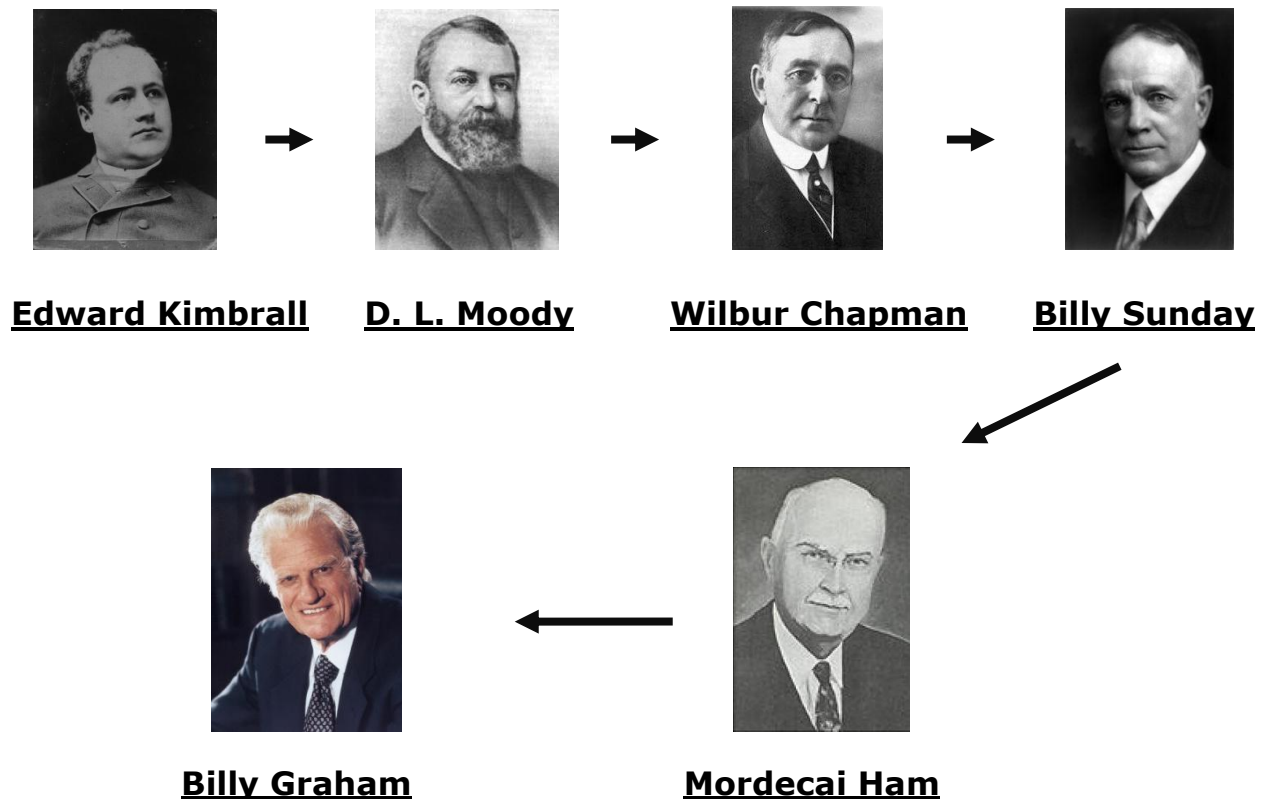 Edward Kimbrall
D. L. Moody
Wilbur Chapman
Billy Sunday
Billy Graham
Mordecai Ham